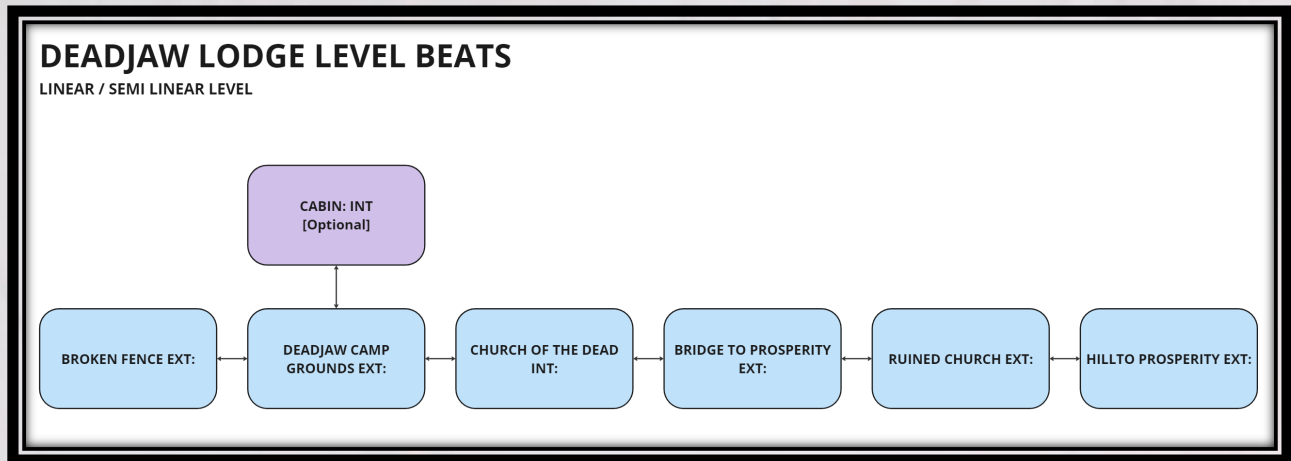 DEADJAW LODGE LEVEL BEATS
LINEAR / SEMI LINEAR LEVEL
CABIN: INT
[Optional]
BROKEN FENCE EXT:
DEADJAW CAMP
GROUNDS EXT:
CHURCH OF THE DEAD
INT:
BRIDGE TO PROSPERITY
EXT:
RUINED CHURCH EXT:
HILLTO PROSPERITY EXT: